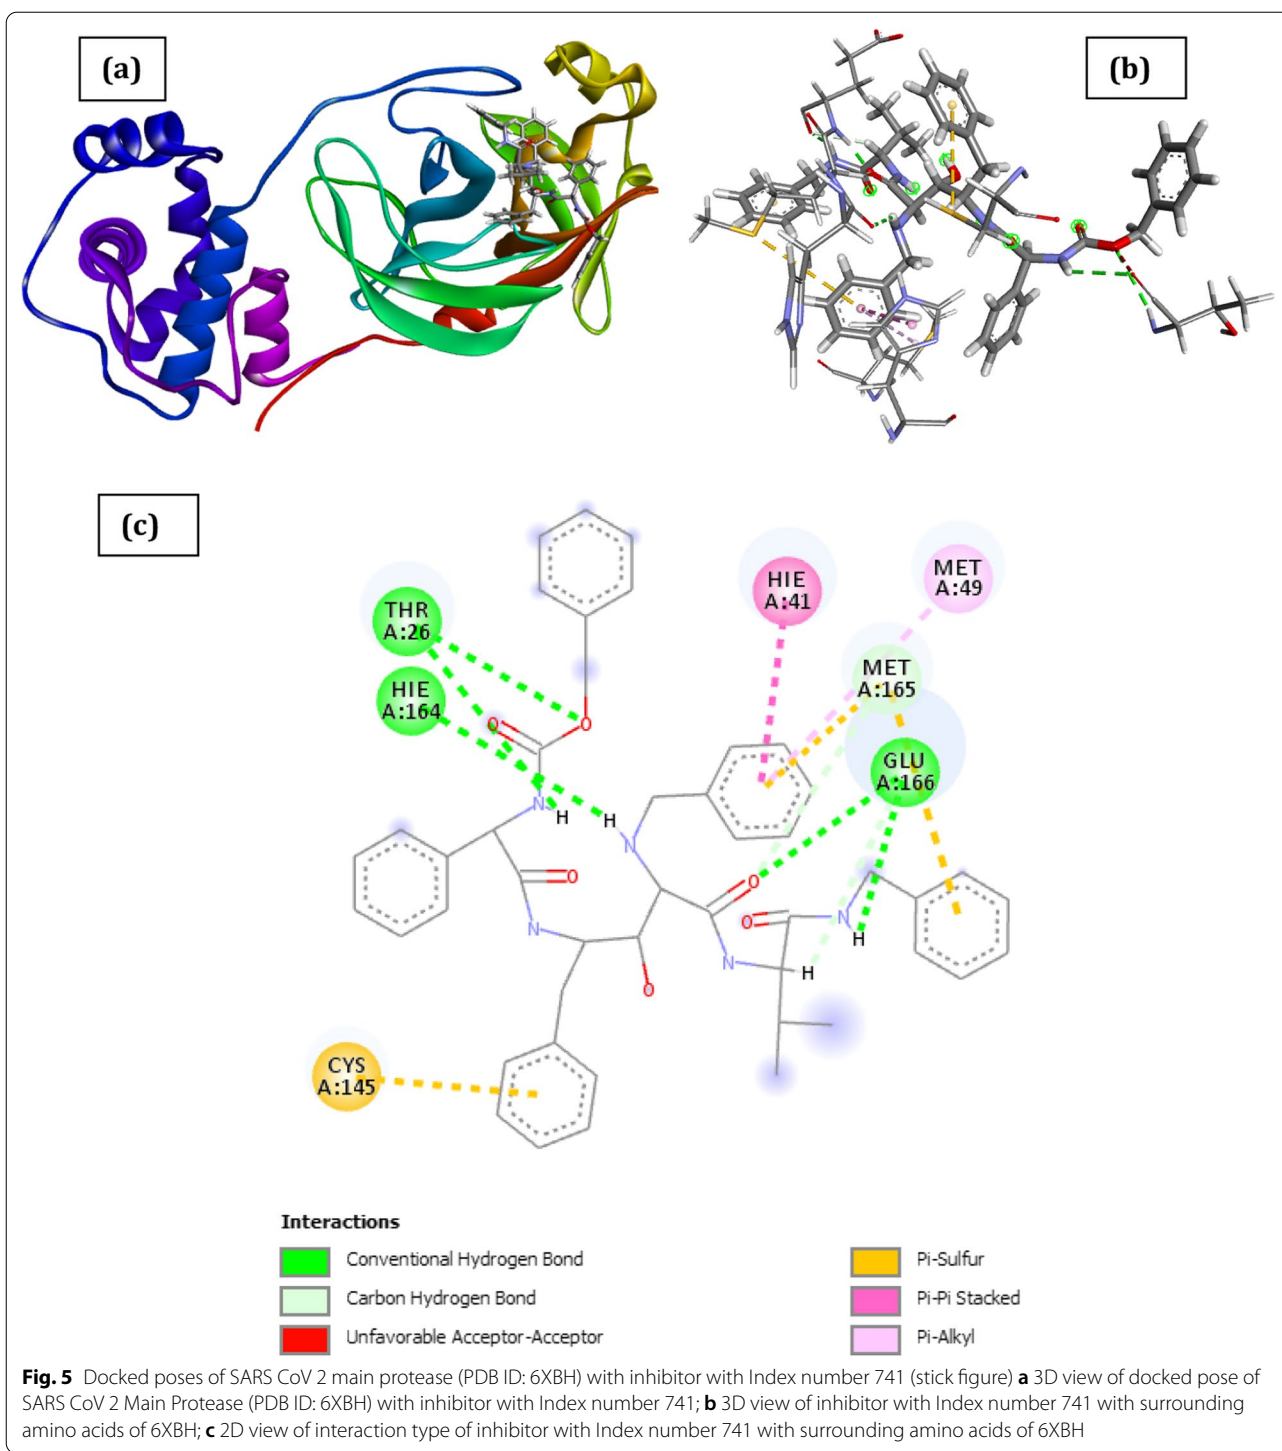 (a)
(b)
(c)
THR
A:26
HIE
A:164
HIE
A:41
MET
A:49
MET
A:165
GLU
A:166
CYS
A:145
O
O
N
H
H
N
O
N
O
O
O
N
H
N
H
Interactions
Conventional Hydrogen Bond
Carbon Hydrogen Bond
Unfavorable Acceptor-Acceptor
Pi-Sulfur
Pi-Pi Stacked
Pi-Alkyl
Fig. 5 Docked poses of SARS CoV 2 main protease (PDB ID: 6XBH) with inhibitor with Index number 741 (stick figure) a 3D view of docked pose of
SARS CoV 2 Main Protease (PDB ID: 6XBH) with inhibitor with Index number 741; b 3D view of inhibitor with Index number 741 with surrounding
amino acids of 6XBH; c 2D view of interaction type of inhibitor with Index number 741 with surrounding amino acids of 6XBH